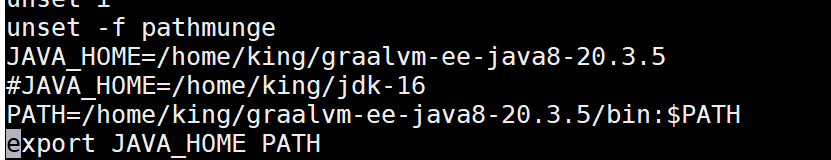 unset i
unset -f pathmunge
JAVA_HOME=/home/king/graalvm-ee-java8-20.3.5
#JAVA_HOME=/home/king/jdk-16
PATH=/home/king/graalvm-ee-java8-20.3.5/bin:$PATH
export JAVA_HOME PATH